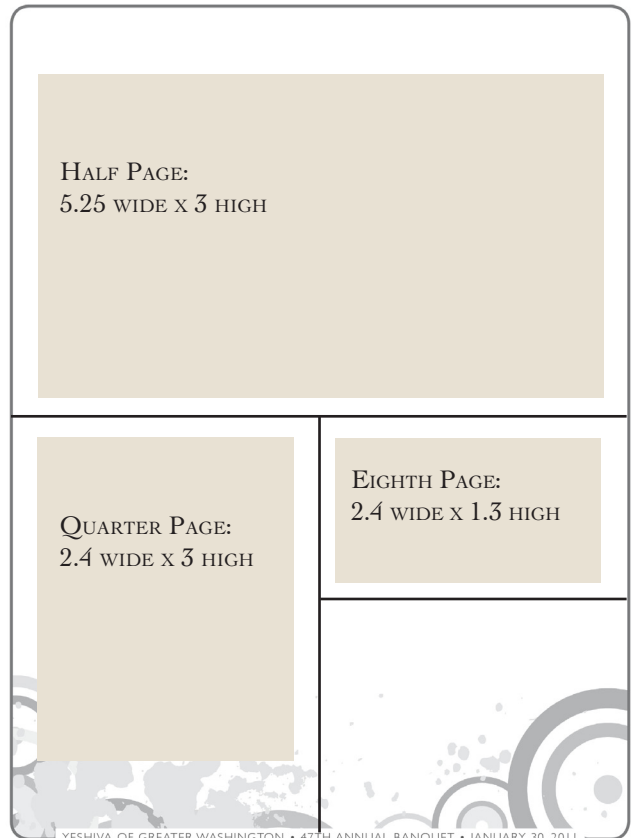 Half Page:
5.25 wide x 3 high
Quarter Page:
2.4 wide x 3 high
Eighth Page:
2.4 wide x 1.3 high
YESHIVA OF GREATER WASHINGTON • 47TH ANNUAL BANQUET • JANUARY 30, 2011